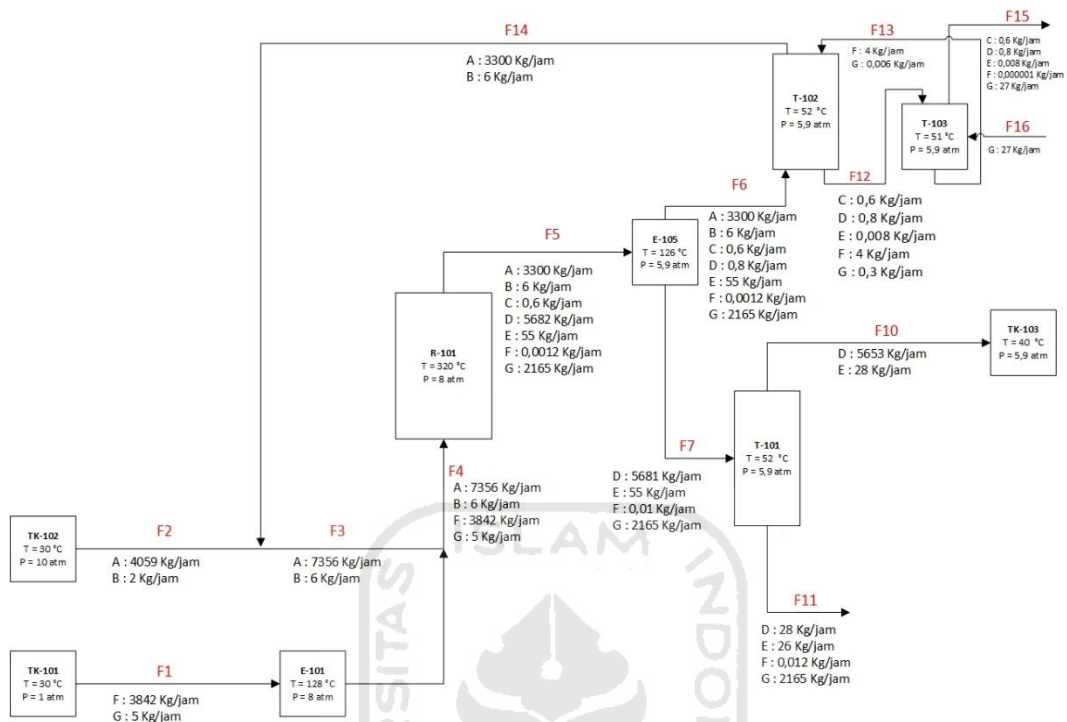 F14
A : 3300 Kg/jam
B : 6 Kg/jam
F13
F : 4 Kg/jam
G : 0,006 Kg/jam
F15
C : 0,6 Kg/jam
D : 0,8 Kg/jam
E : 0,008 Kg/jam
F : 0,000001 Kg/jam
G : 27 Kg/jam
T-102
T = 52 °C
P = 5,9 atm
T-103
T = 51 °C
P = 5,9 atm
F16
G : 27 Kg/jam
F12
C : 0,6 Kg/jam
D : 0,8 Kg/jam
E : 0,008 Kg/jam
F : 4 Kg/jam
G : 0,3 Kg/jam
F6
A : 3300 Kg/jam
B : 6 Kg/jam
C : 0,6 Kg/jam
D : 0,8 Kg/jam
E : 55 Kg/jam
F : 0,0012 Kg/jam
G : 2165 Kg/jam
E-105
T = 126 °C
P = 5,9 atm
F5
A : 3300 Kg/jam
B : 6 Kg/jam
C : 0,6 Kg/jam
D : 5682 Kg/jam
E : 55 Kg/jam
F : 0,0012 Kg/jam
G : 2165 Kg/jam
R-101
T = 320 °C
P = 8 atm
F10
D : 5653 Kg/jam
E : 28 Kg/jam
TK-103
T = 40 °C
P = 5,9 atm
T-101
T = 52 °C
P = 5,9 atm
F7
D : 5681 Kg/jam
E : 55 Kg/jam
F : 0,01 Kg/jam
G : 2165 Kg/jam
F4
A : 7356 Kg/jam
B : 6 Kg/jam
F : 3842 Kg/jam
G : 5 Kg/jam
TK-102
T = 30 °C
P = 10 atm
F2
A : 4059 Kg/jam
B : 2 Kg/jam
F3
A : 7356 Kg/jam
B : 6 Kg/jam
F11
D : 28 Kg/jam
E : 26 Kg/jam
F : 0,012 Kg/jam
G : 2165 Kg/jam
TK-101
T = 30 °C
P = 1 atm
F1
F : 3842 Kg/jam
G : 5 Kg/jam
E-101
T = 128 °C
P = 8 atm
ISLAM
SITAS
INDO